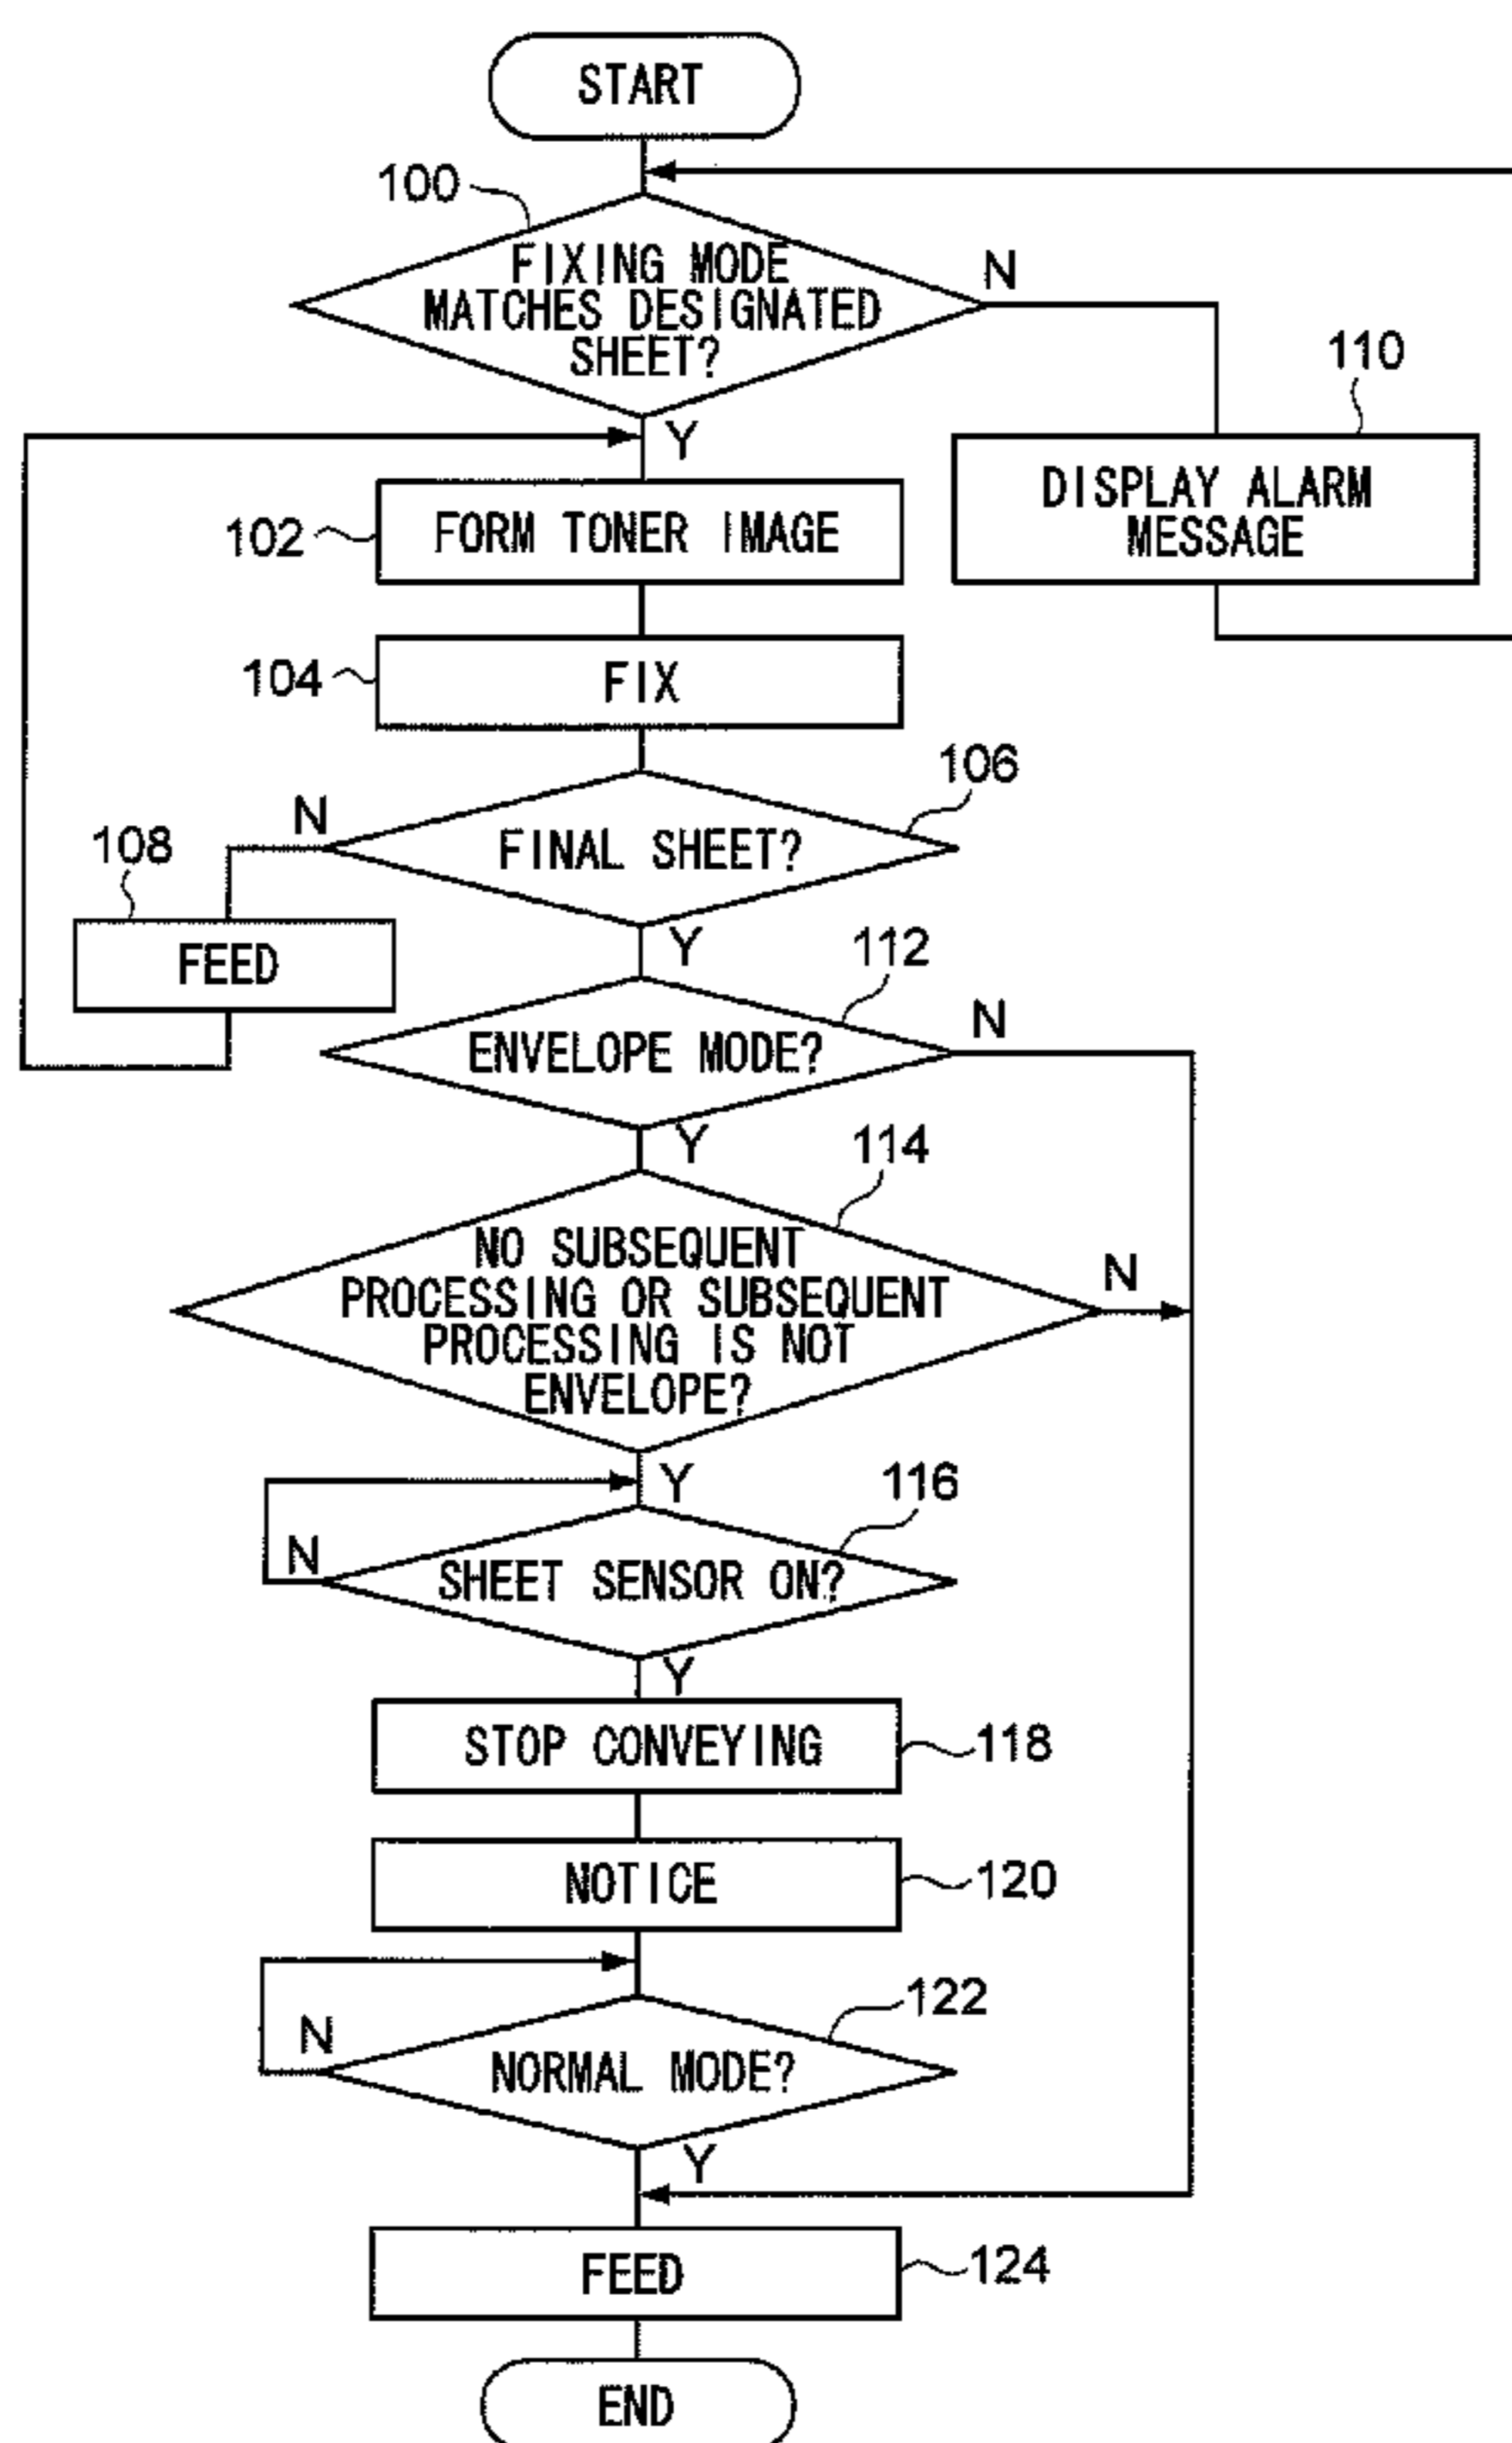 START
100
FIXING MODE
MATCHES DESIGNATED
SHEET?
N
Y
110
DISPLAY ALARM
MESSAGE
102
FORM TONER IMAGE
104
FIX
106
FINAL SHEET?
N
108
FEED
Y
112
ENVELOPE MODE?
N
Y
114
NO SUBSEQUENT
PROCESSING OR SUBSEQUENT
PROCESSING IS NOT
ENVELOPE?
N
Y
116
SHEET SENSOR ON?
N
Y
STOP CONVEYING
118
NOTICE
120
122
NORMAL MODE?
N
Y
FEED
124
END